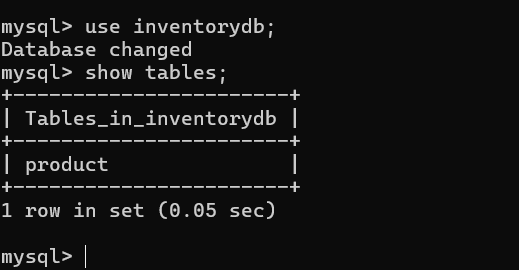 mysql> use inventorydb;
Database changed
mysql> show tables;
+-----------------------+
| Tables_in_inventorydb |
+-----------------------+
| product               |
+-----------------------+
1 row in set (0.05 sec)

mysql>